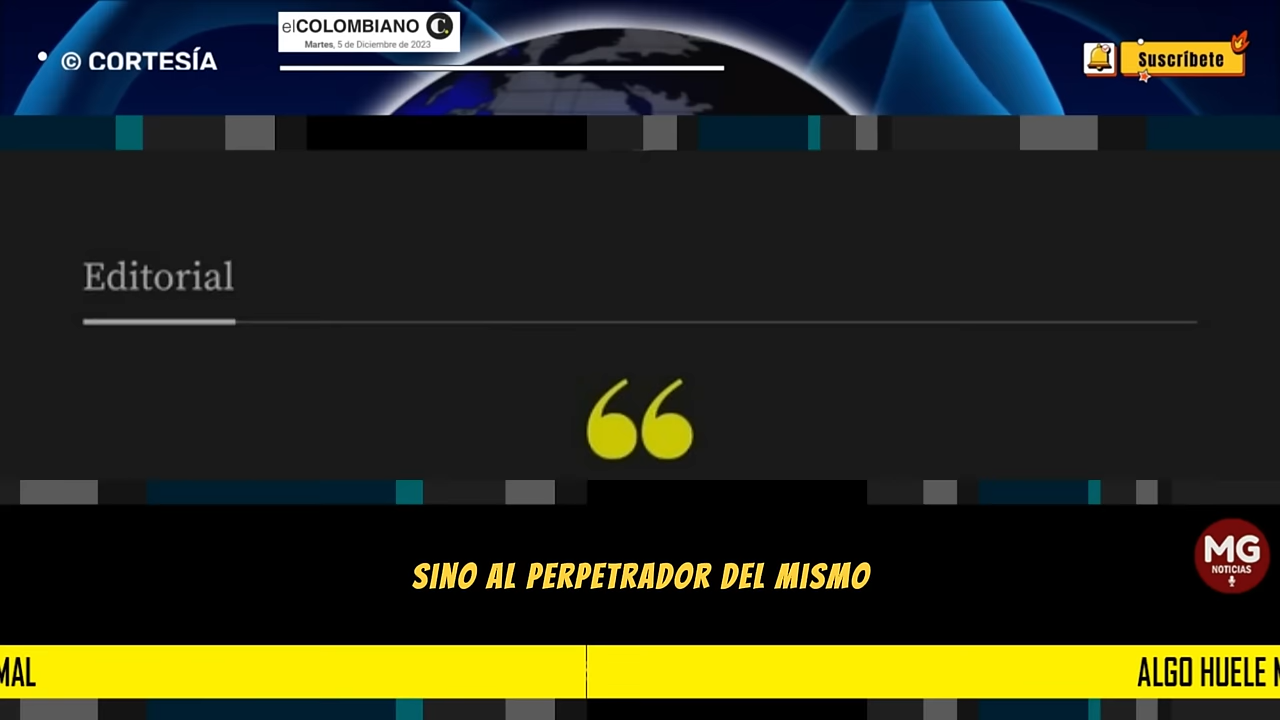 elCOLOMBIANO C.
Martes, 5 de Diciembre de 2023
© CORTESÍA
Suscríbete
Editorial
“
SINO AL PERPETRADOR DEL MISMO
MG
NOTICIAS
MAL
ALGO HUELE